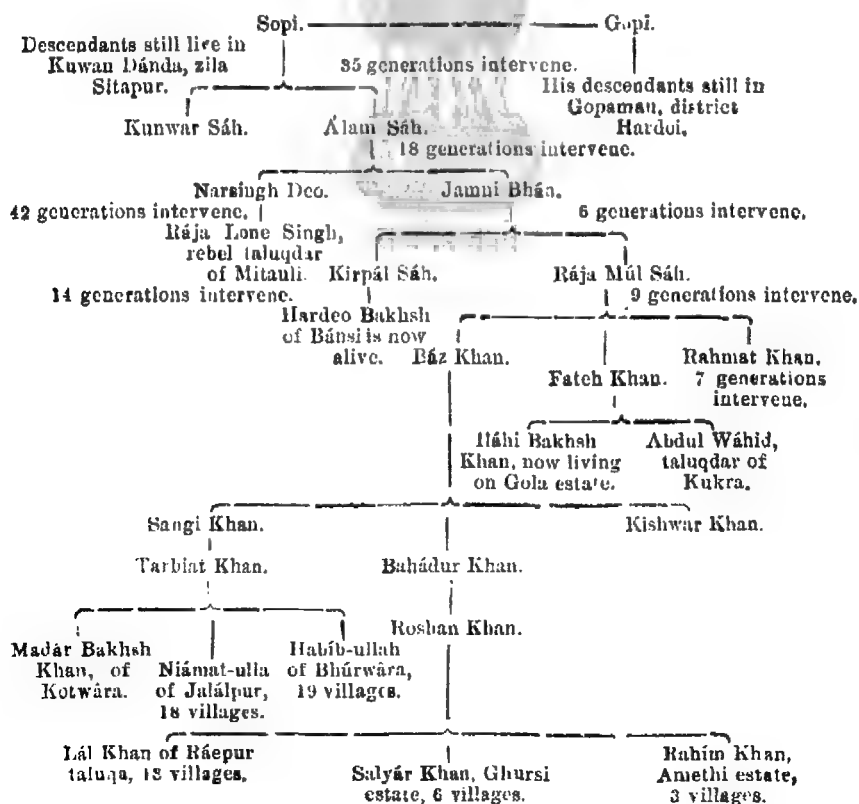 Sopi. Gopi.
Descendants still live in
Kuwan Dánda, zila
Sitapur.
35 generations intervene.
His descendants still in
Gopamau, district
Hardoi.
Kunwar Sáh. Álam Sáh.
18 generations intervene.
Narsingh Deo. Jamni Bhán.
42 generations intervene. 6 generations intervene.
Rája Lone Singh,
rebel taluqdar
of Mitauli. Kirpál Sáh. Rája Múl Sáh.
14 generations intervene. 9 generations intervene.
Hardeo Bakhsh
of Bánsi is now
alive. Báz Khan.
Fateh Khan.
Rahmat Khan.
7 generations
intervene.
Iláhi Bakhsh
Khan, now living
on Gola estate.
Abdul Wáhid,
taluqdar of
Kukra.
Sangi Khan. Kishwar Khan.
Tarbiat Khan. Bahádur Khan.
Roshan Khan.
Madár Bakhsh
Khan, of
Kotwára.
Niámat-ulla
of Jalálpur,
18 villages.
Habíb-ullah
of Bhúrwára,
19 villages.
Lál Khan of Ráepur
taluqa, 13 villages.
Salyár Khan, Ghursi
estate, 6 villages.
Rahím Khan,
Amethi estate,
3 villages.